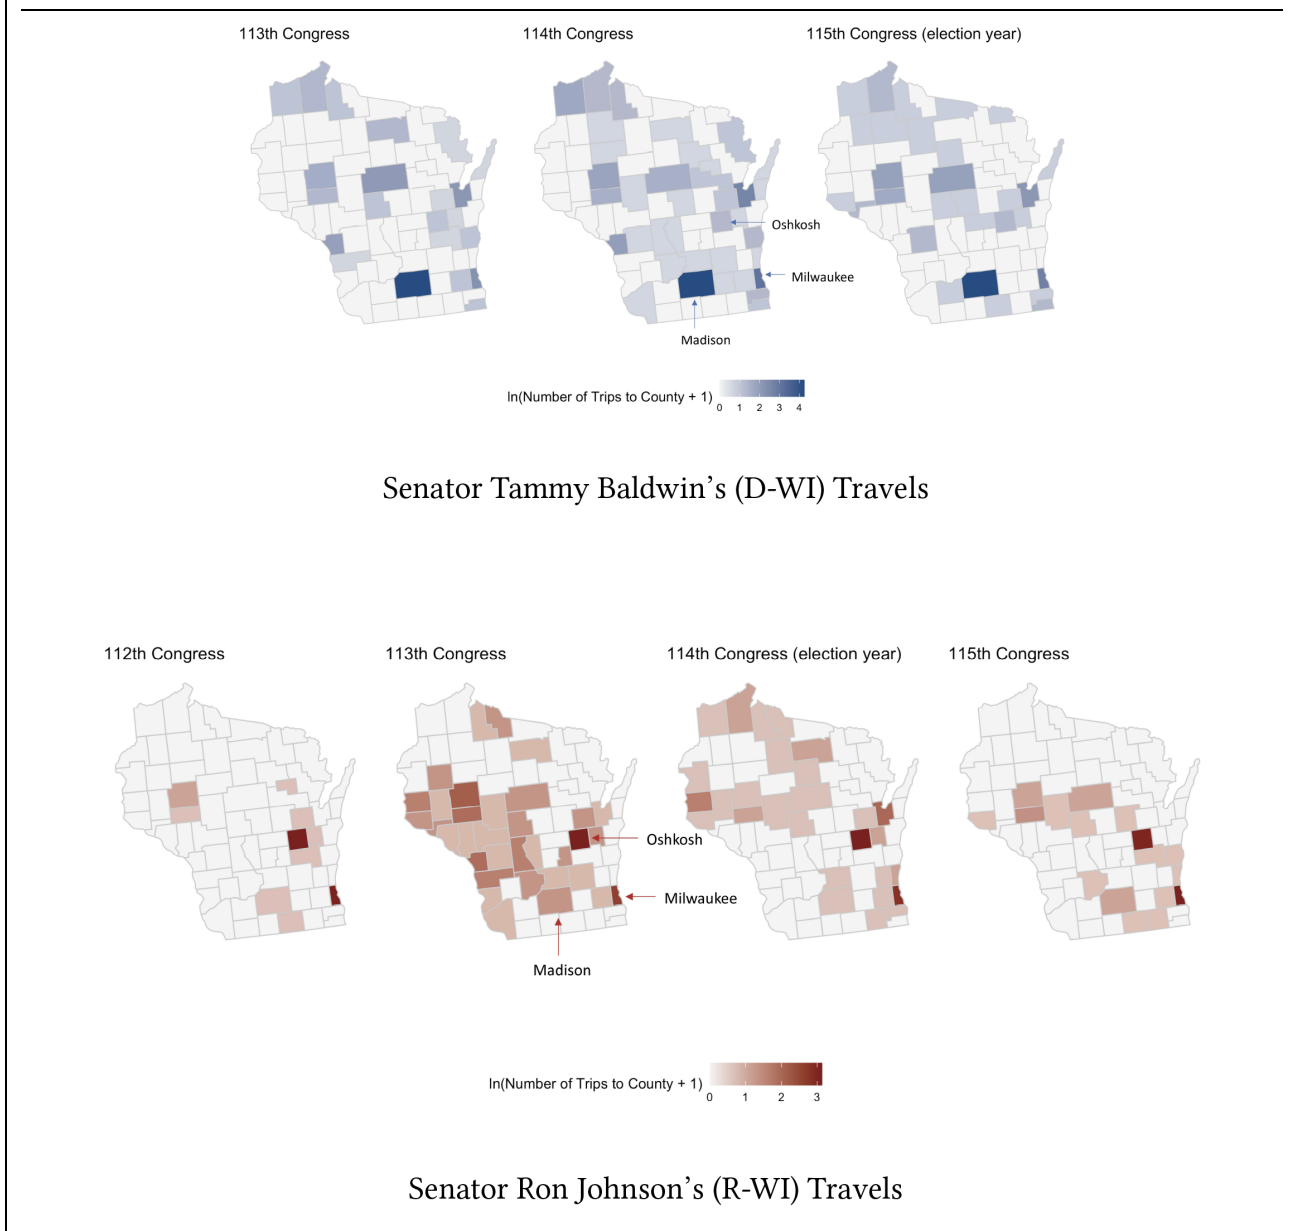 113th Congress
114th Congress
115th Congress (election year)
Oshkosh
Milwaukee
Madison
ln(Number of Trips to County + 1)
0 1 2 3 4
Senator Tammy Baldwin's (D-WI) Travels
112th Congress
113th Congress
114th Congress (election year)
115th Congress
Oshkosh
Milwaukee
Madison
ln(Number of Trips to County + 1)
0 1 2 3
Senator Ron Johnson's (R-WI) Travels